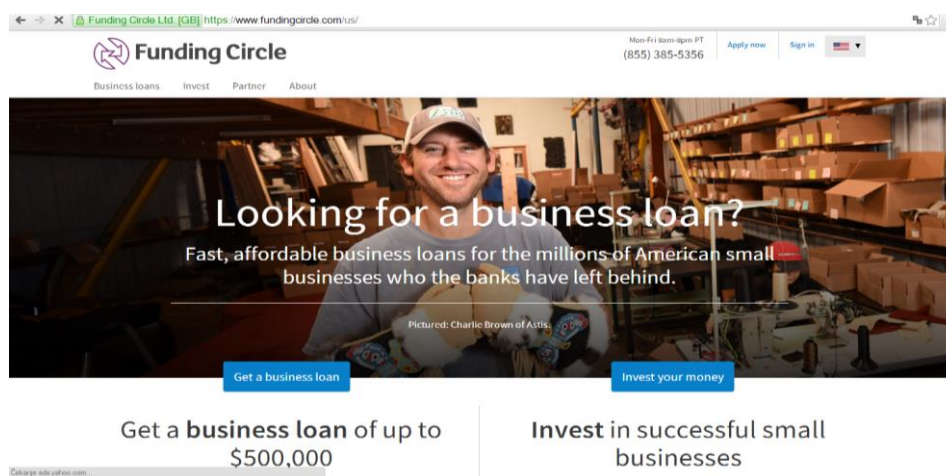 Funding Circle Ltd. [GB] https://www.fundingcircle.com/us/
Funding Circle
Mon-Fri 8am-8pm PT
(855) 385-5356
Apply now
Sign in
Business loans Invest Partner About
Looking for a business loan?
Fast, affordable business loans for the millions of American small
businesses who the banks have left behind.
Pictured: Charlie Brown of Astis.
Get a business loan
Invest your money
Get a business loan of up to
$500,000
Invest in successful small
businesses
Čekanje ads.yahoo.com...